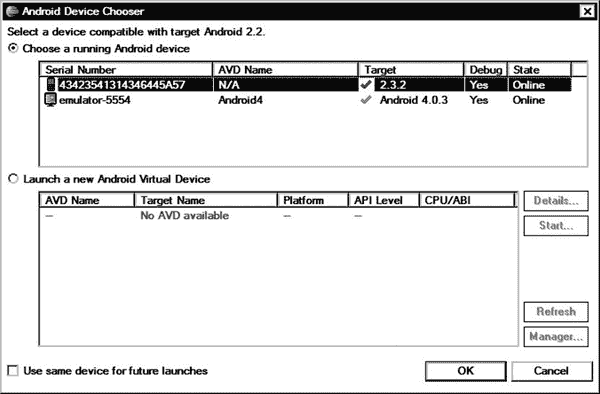 Android Device Chooser
Select a device compatible with target Android 2.2.
Choose a running Android device
Serial Number AVD Name Target Debug State
43423541314346445A57 N/A 2.3.2 Yes Online
emulator-5554 Android4 Android 4.0.3 Yes Online
Launch a new Android Virtual Device
AVD Name Target Name Platform API Level CPU/ABI
-- No AVD available -- --
Details...
Start...
Refresh
Manager...
Use same device for future launches
OK Cancel